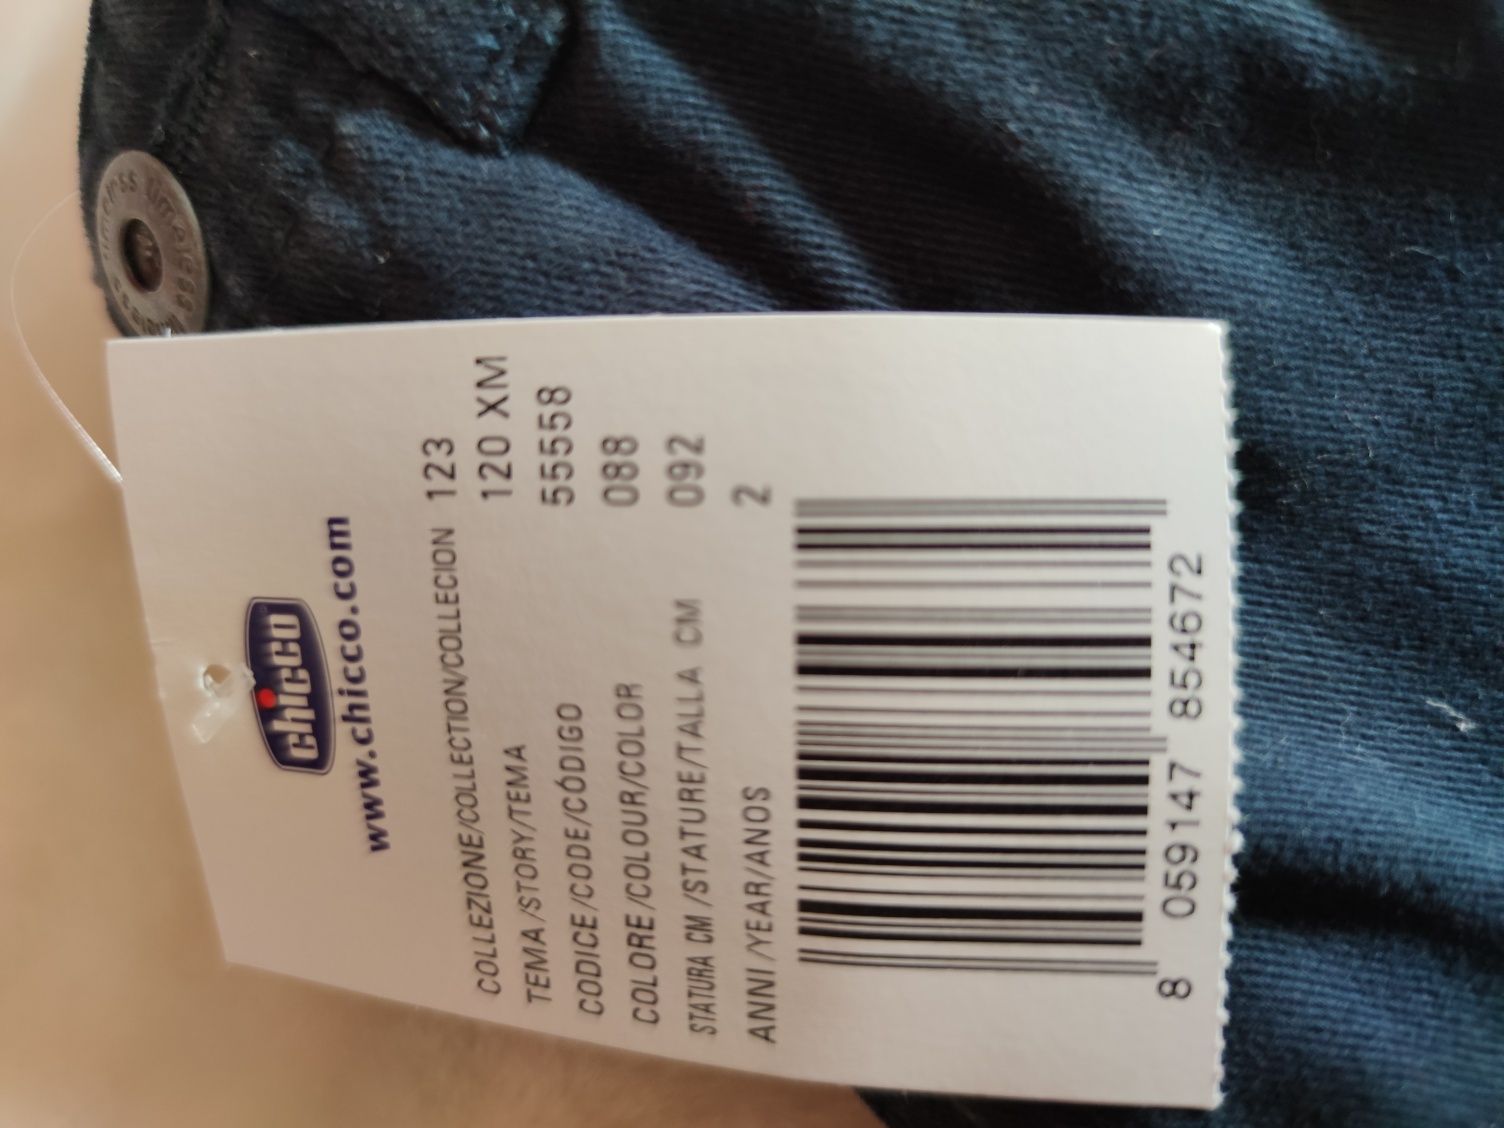 chicco
www.chicco.com
COLLEZIONE/COLLECTION/COLLECION 123
TEMA/STORY/TEMA 120 XM
CODICE/CODE/CÓDIGO 55558
COLORE/COLOUR/COLOR 088
STATURA CM/STATURE/TALLA CM 092
ANNI/YEAR/ANOS 2
8 059147 854672